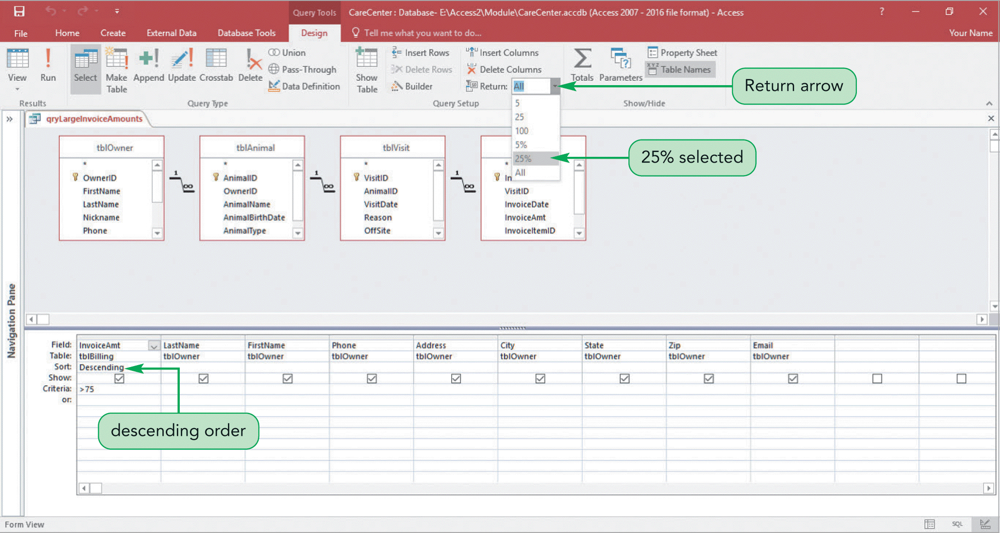 Query Tools
CareCenter : Database- E:\Access2\Module\CareCenter.accdb (Access 2007 - 2016 file format) - Access
?
File Home Create External Data Database Tools Design Tell me what you want to do... Your Name
View
Run
Select
Make Table
Append
Update
Crosstab
Delete
Union
Pass-Through
Data Definition
Show Table
Insert Rows
Delete Rows
Builder
Insert Columns
Delete Columns
Return: All
Totals
Parameters
Property Sheet
XYZ Table Names
Return arrow
Results
Query Type
Query Setup
Show/Hide
5
25
100
5%
25%
All
25% selected
qryLargeInvoiceAmounts
tblOwner
*
OwnerID
FirstName
LastName
Nickname
Phone
1
∞
tblAnimal
*
AnimalID
OwnerID
AnimalName
AnimalBirthDate
AnimalType
1
∞
tblVisit
*
VisitID
AnimalID
VisitDate
Reason
OffSite
1
∞
*
In
VisitID
InvoiceDate
InvoiceAmt
InvoiceItemID
Navigation Pane
Field: InvoiceAmt LastName FirstName Phone Address City State Zip Email
Table: tblBilling tblOwner tblOwner tblOwner tblOwner tblOwner tblOwner tblOwner tblOwner
Sort: Descending
Show:
Criteria: >75
or:
descending order
Form View
SQL